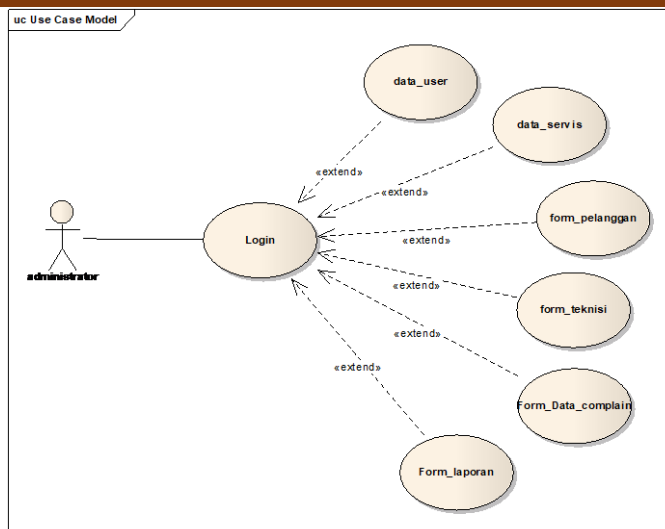 uc Use Case Model
data_user
data_servis
«extend»
«extend»
form_pelanggan
«extend»
Login
administrator
«extend»
form_teknisi
«extend»
«extend»
Form_Data_complain
Form_laporan